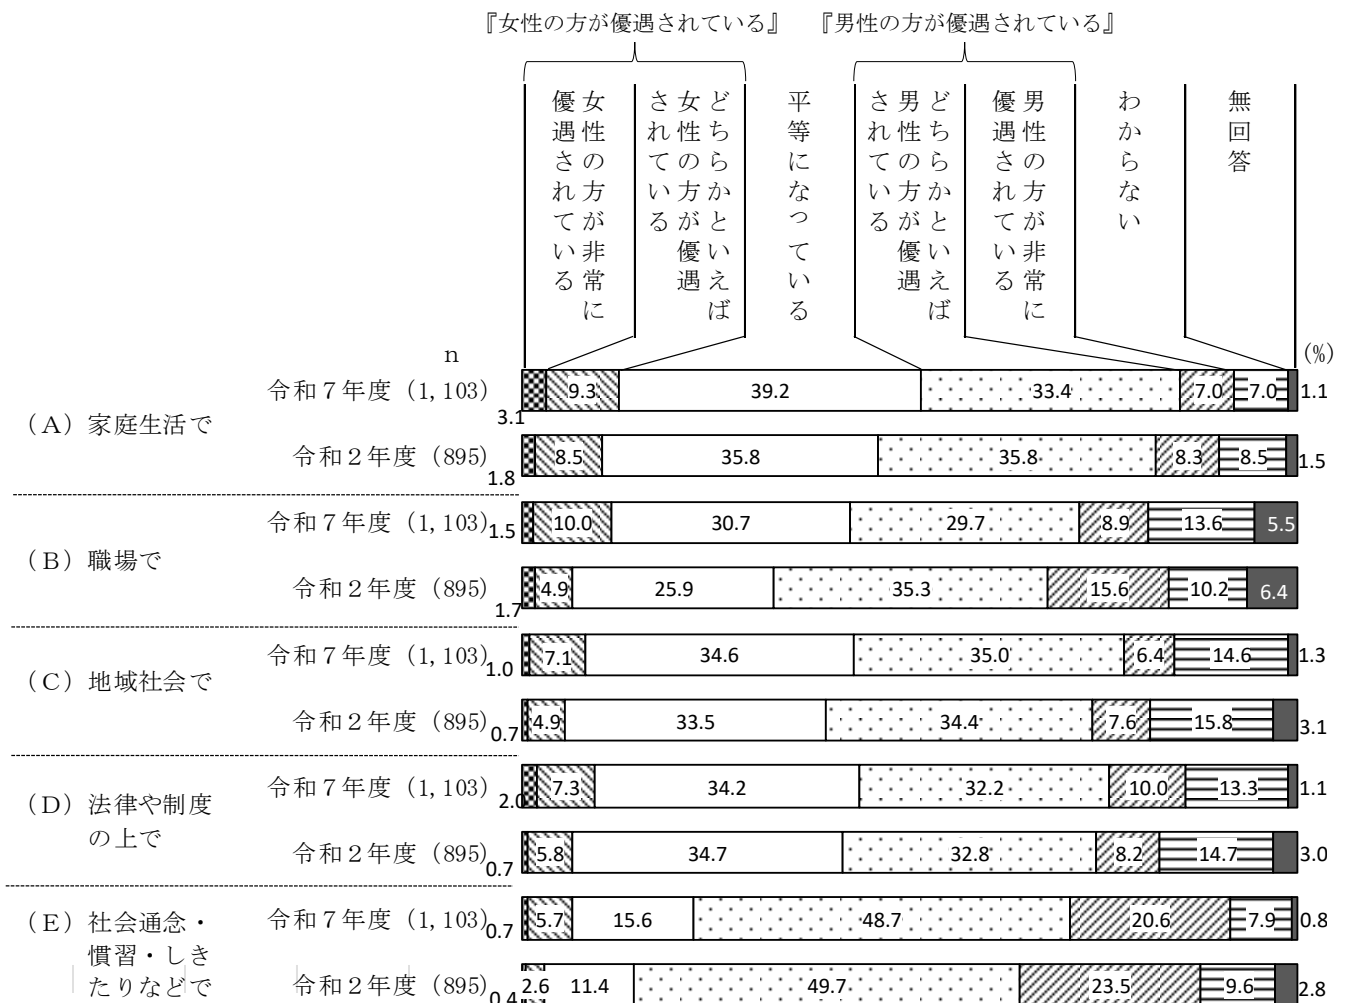 『女性の方が優遇されている』 『男性の方が優遇されている』
女性の方が非常に
優遇されている
どちらかといえば
女性の方が優遇
されている
平等になっている
どちらかといえば
男性の方が優遇
されている
男性の方が非常に
優遇されている
わからない
無回答
n
(%)
（A）家庭生活で
令和７年度 (1,103) 3.1 9.3 39.2 33.4 7.0 7.0 1.1
令和２年度 (895) 1.8 8.5 35.8 35.8 8.3 8.5 1.5
（B）職場で
令和７年度 (1,103) 1.5 10.0 30.7 29.7 8.9 13.6 5.5
令和２年度 (895) 1.7 4.9 25.9 35.3 15.6 10.2 6.4
（C）地域社会で
令和７年度 (1,103) 1.0 7.1 34.6 35.0 6.4 14.6 1.3
令和２年度 (895) 0.7 4.9 33.5 34.4 7.6 15.8 3.1
（D）法律や制度
の上で
令和７年度 (1,103) 2.0 7.3 34.2 32.2 10.0 13.3 1.1
令和２年度 (895) 0.7 5.8 34.7 32.8 8.2 14.7 3.0
（E）社会通念・
慣習・しき
たりなどで
令和７年度 (1,103) 0.7 5.7 15.6 48.7 20.6 7.9 0.8
令和２年度 (895) 0.4 2.6 11.4 49.7 23.5 9.6 2.8